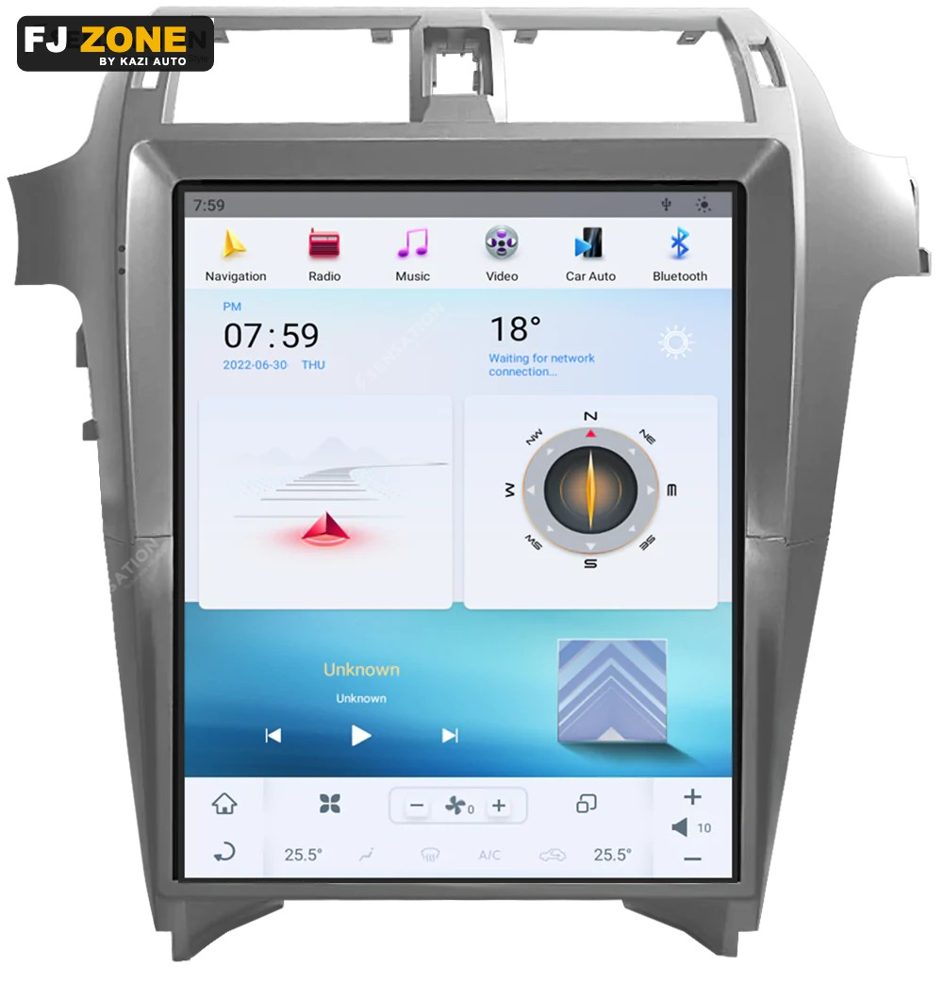 FJ ZONE
BY KAZI AUTO
7:59
Navigation Radio Music Video Car Auto Bluetooth
PM
07:59
2022-06-30 THU
18°
Waiting for network
connection...
N
NW NE
W E
SW SE
S
Unknown
Unknown
0
10
25.5° A/C 25.5°
SENSATION
SATION